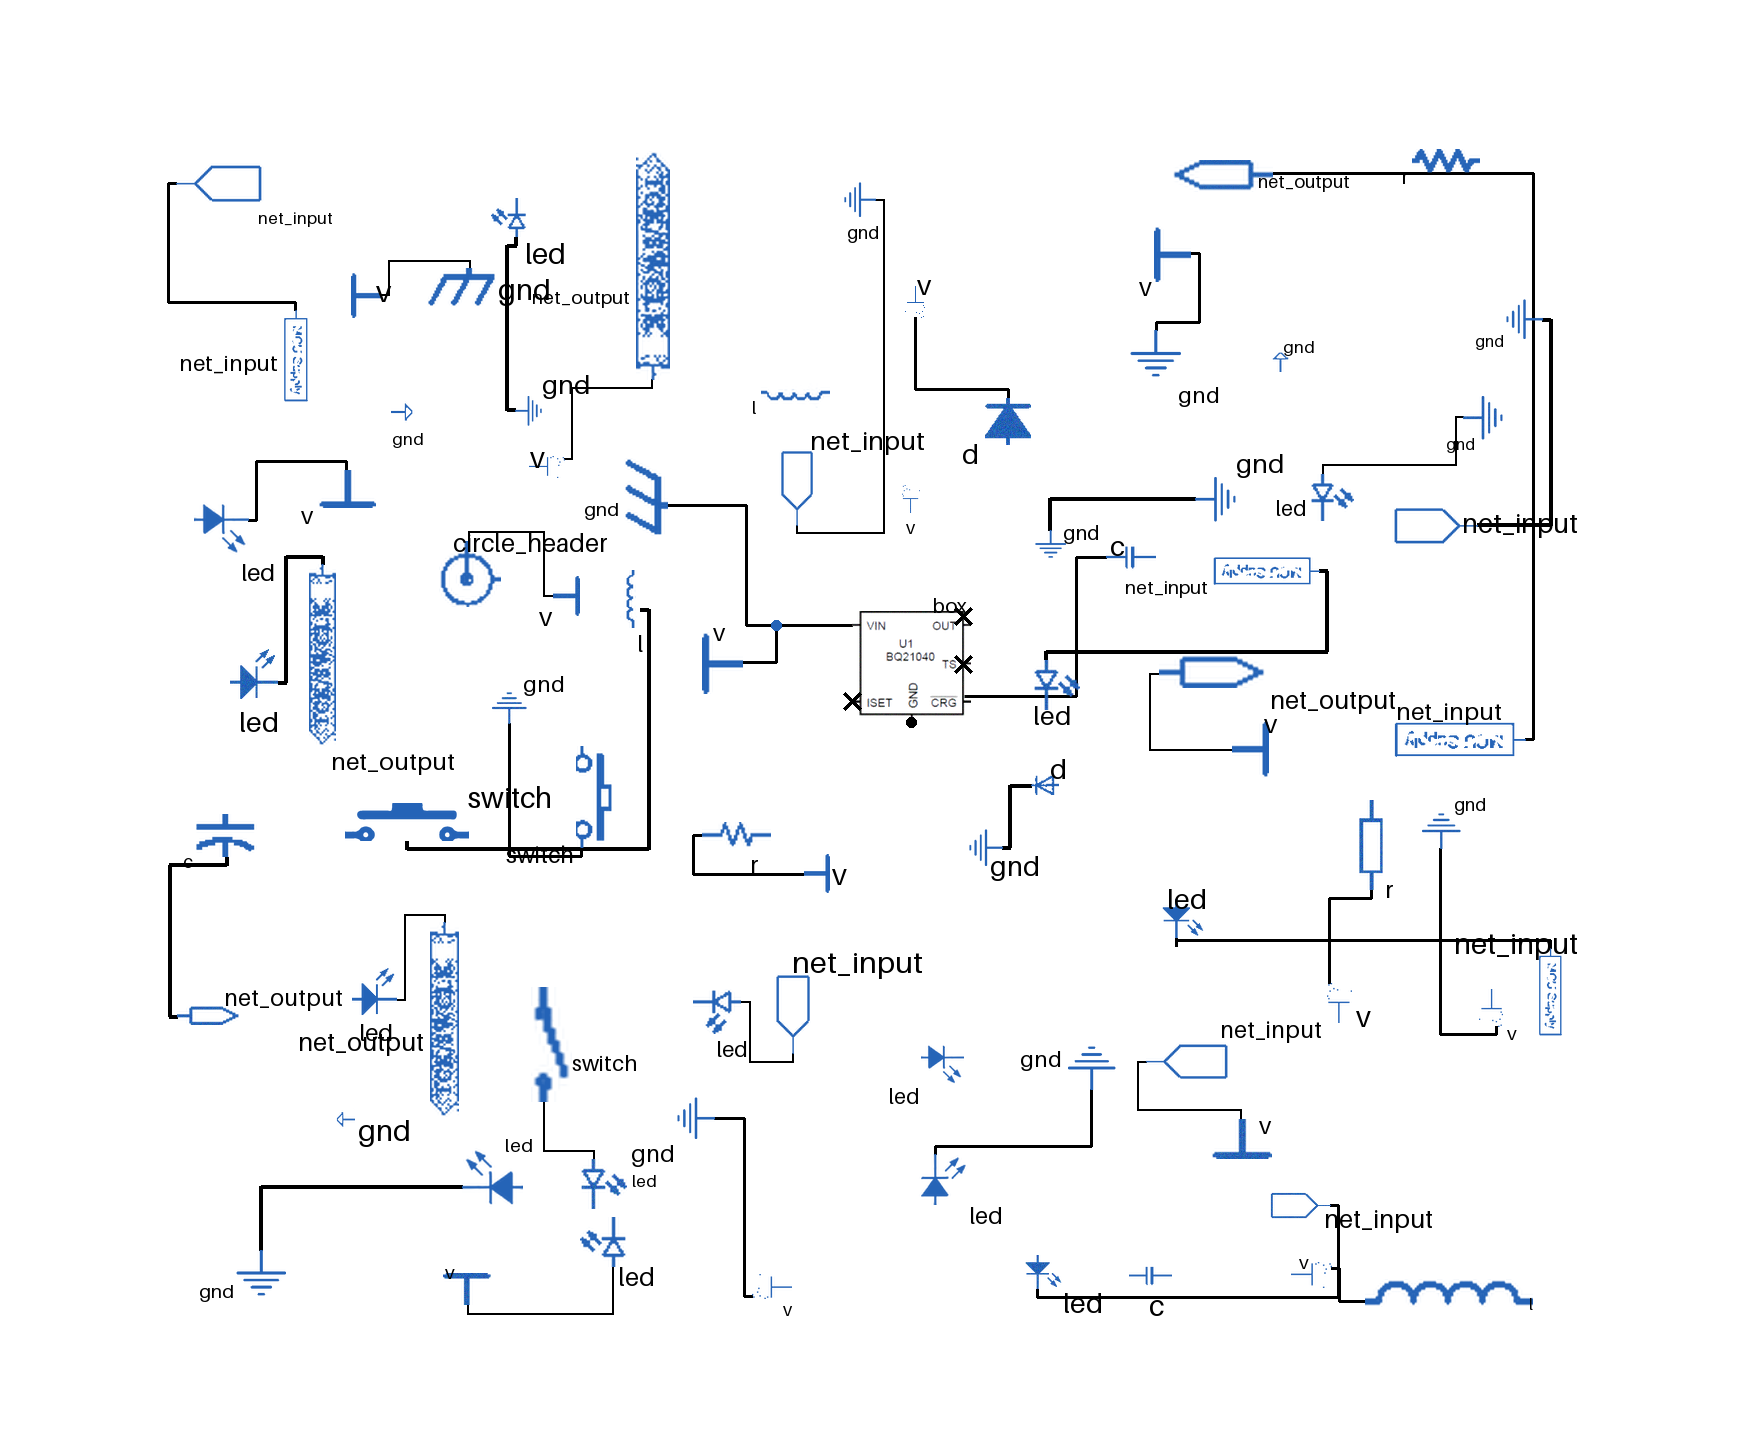 net_output
net_input
gnd
led
v
gnd
v
v
gnd
net_output
gnd
gnd
net_input
gnd
l
gnd
gnd
net_input
gnd
d
v
gnd
led
gnd
v
net_input
v
gnd
circle_header
c
led
net_input
box
v
VIN
OUT
v
l
U1
BQ21040
TS
gnd
net_output
ISET
GND
CRG
net_input
led
led
v
net_output
d
switch
gnd
switch
c
r
gnd
v
r
led
net_input
net_input
net_output
led
v
net_input
v
net_output
led
gnd
switch
led
gnd
v
led
gnd
led
led
net_input
v
led
gnd
v
v
led
c
l